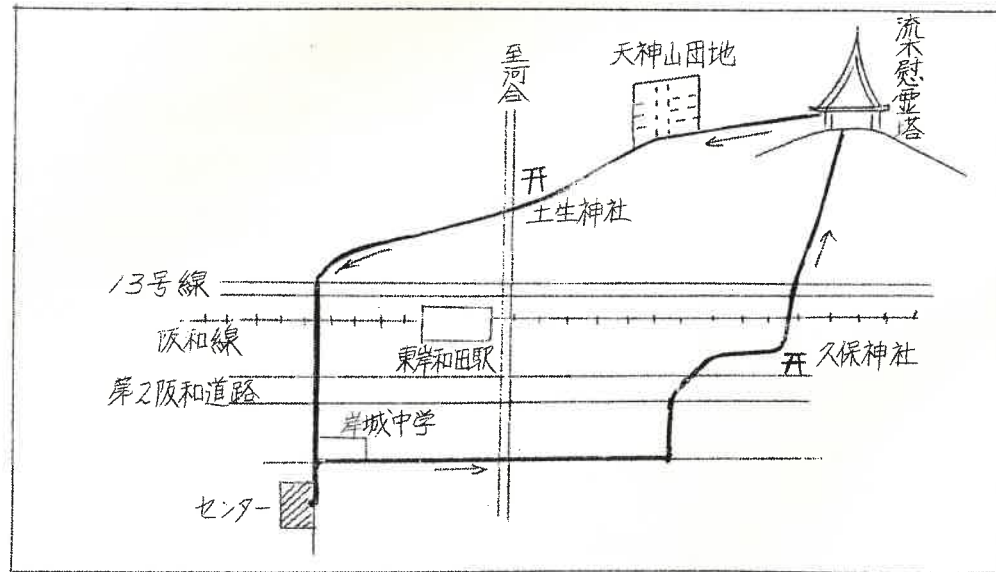 流木慰霊塔
天神山団地
至河合
土生神社
13号線
阪和線
東岸和田駅
久保神社
第2阪和道路
岸城中学
センター